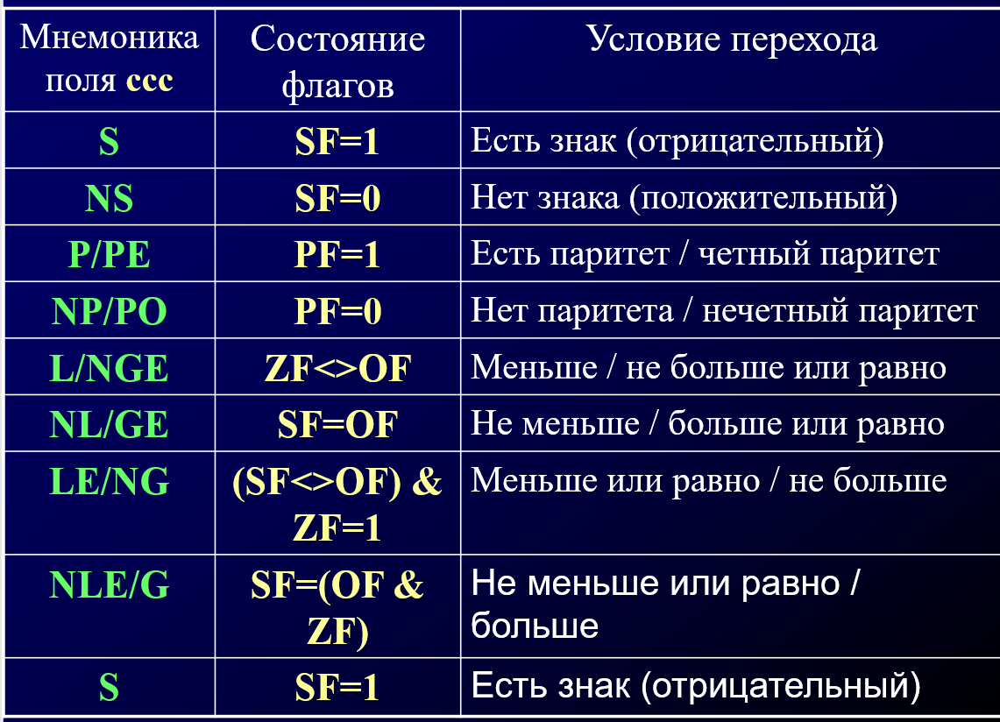 Мнемоника Состояние Условие перехода
поля ccc флагов
S SF=1 Есть знак (отрицательный)
NS SF=0 Нет знака (положительный)
P/PE PF=1 Есть паритет / четный паритет
NP/PO PF=0 Нет паритета / нечетный паритет
L/NGE ZF<>OF Меньше / не больше или равно
NL/GE SF=OF Не меньше / больше или равно
LE/NG (SF<>OF) & Меньше или равно / не больше
ZF=1
NLE/G SF=(OF & Не меньше или равно /
ZF) больше
S SF=1 Есть знак (отрицательный)